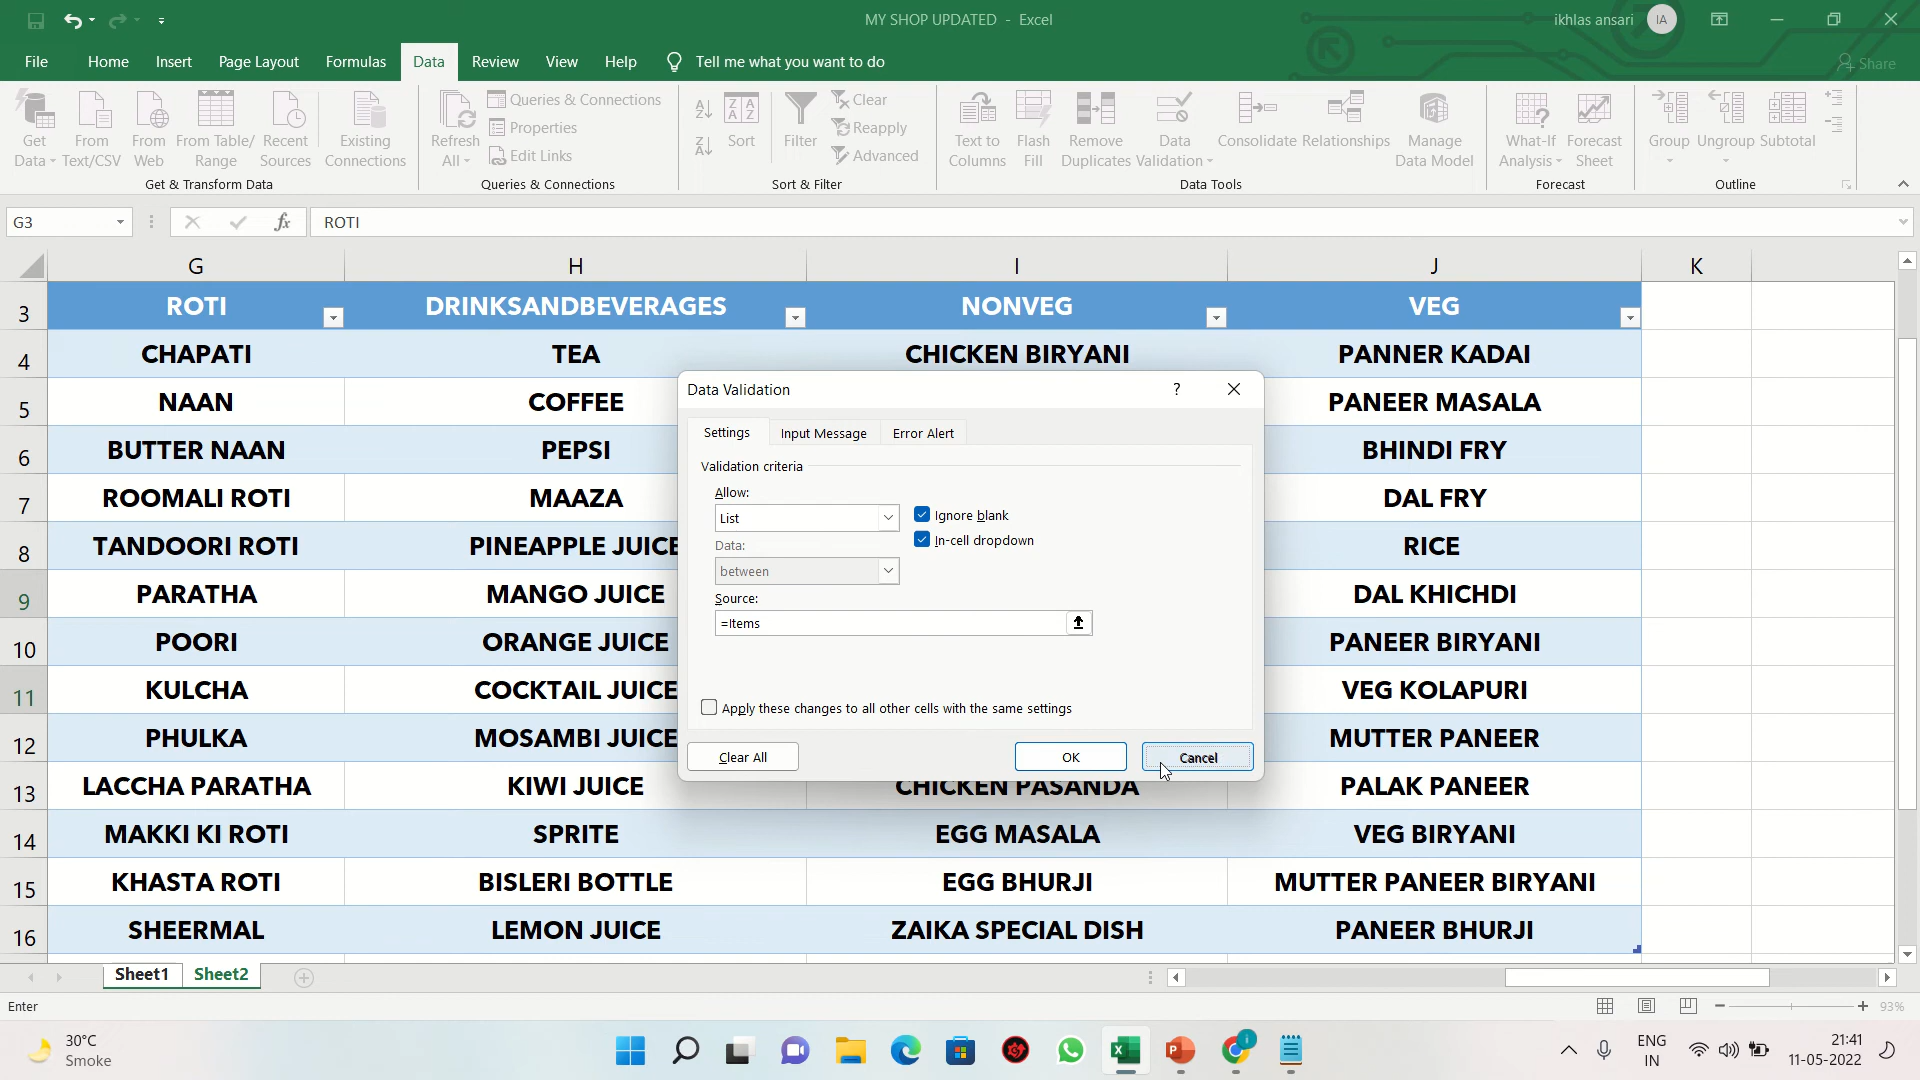 MY SHOP UPDATED - Excel
ikhlas ansari
IA
File Home Insert Page Layout Formulas Data Review View Help Tell me what you want to do
Share
Get Data
From Text/CSV
From Web
From Table/ Range
Recent Sources
Existing Connections
Get & Transform Data
Refresh All
Queries & Connections
Properties
Edit Links
Queries & Connections
Sort
Filter
Clear
Reapply
Advanced
Sort & Filter
Text to Columns
Flash Fill
Remove Duplicates
Data Validation
Consolidate
Relationships
Manage Data Model
Data Tools
What-If Analysis
Forecast Sheet
Forecast
Group
Ungroup
Subtotal
Outline
G3
fx
ROTI
G H I J K
3 ROTI DRINKSANDBEVERAGES NONVEG VEG
4 CHAPATI TEA CHICKEN BIRYANI PANNER KADAI
5 NAAN COFFEE PANEER MASALA
6 BUTTER NAAN PEPSI BHINDI FRY
7 ROOMALI ROTI MAAZA DAL FRY
8 TANDOORI ROTI PINEAPPLE JUICE RICE
9 PARATHA MANGO JUICE DAL KHICHDI
10 POORI ORANGE JUICE PANEER BIRYANI
11 KULCHA COCKTAIL JUICE VEG KOLAPURI
12 PHULKA MOSAMBI JUICE MUTTER PANEER
13 LACCHA PARATHA KIWI JUICE CHICKEN PASANDA PALAK PANEER
14 MAKKI KI ROTI SPRITE EGG MASALA VEG BIRYANI
15 KHASTA ROTI BISLERI BOTTLE EGG BHURJI MUTTER PANEER BIRYANI
16 SHEERMAL LEMON JUICE ZAIKA SPECIAL DISH PANEER BHURJI
Data Validation
?
Settings Input Message Error Alert
Validation criteria
Allow:
List
Ignore blank
In-cell dropdown
Data:
between
Source:
=Items
Apply these changes to all other cells with the same settings
Clear All OK Cancel
Sheet1 Sheet2
Enter
93%
30°C
Smoke
ENG
IN
21:41
11-05-2022